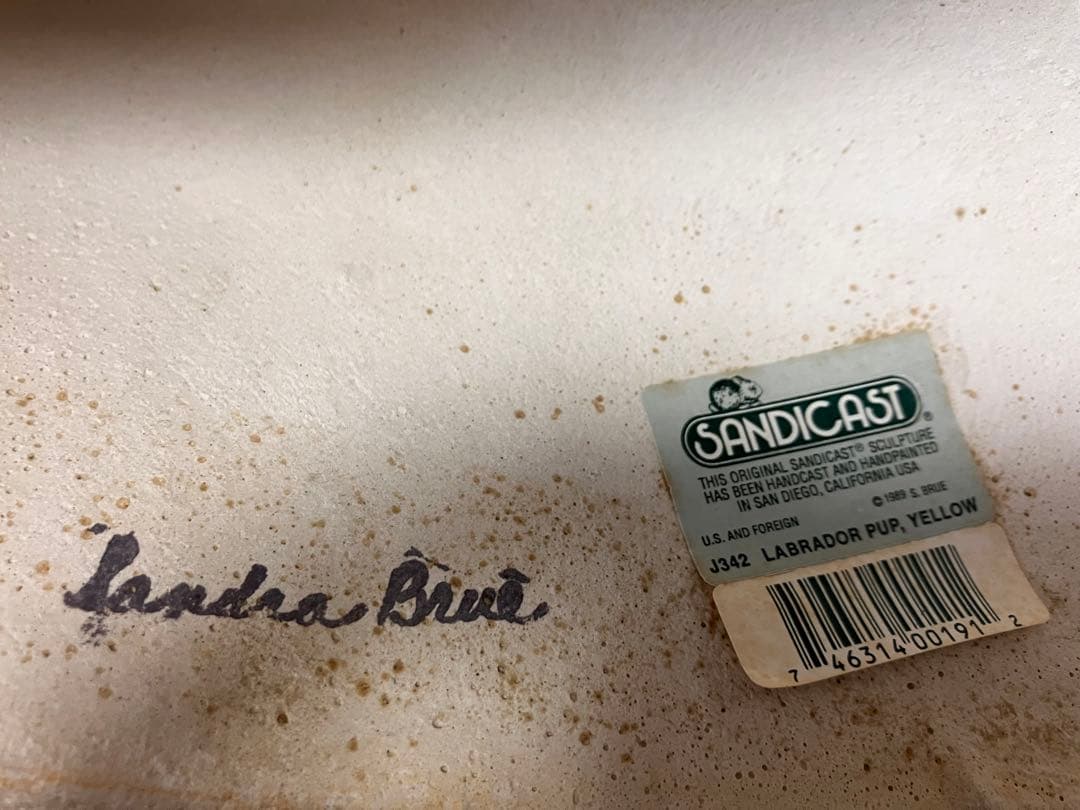 Sandra Brue
SANDICAST®
THIS ORIGINAL SANDICAST® SCULPTURE
HAS BEEN HANDCAST AND HANDPAINTED
IN SAN DIEGO, CALIFORNIA USA
© 1989 S. BRUE
U.S. AND FOREIGN
J342 LABRADOR PUP, YELLOW
7 46314 00191 2